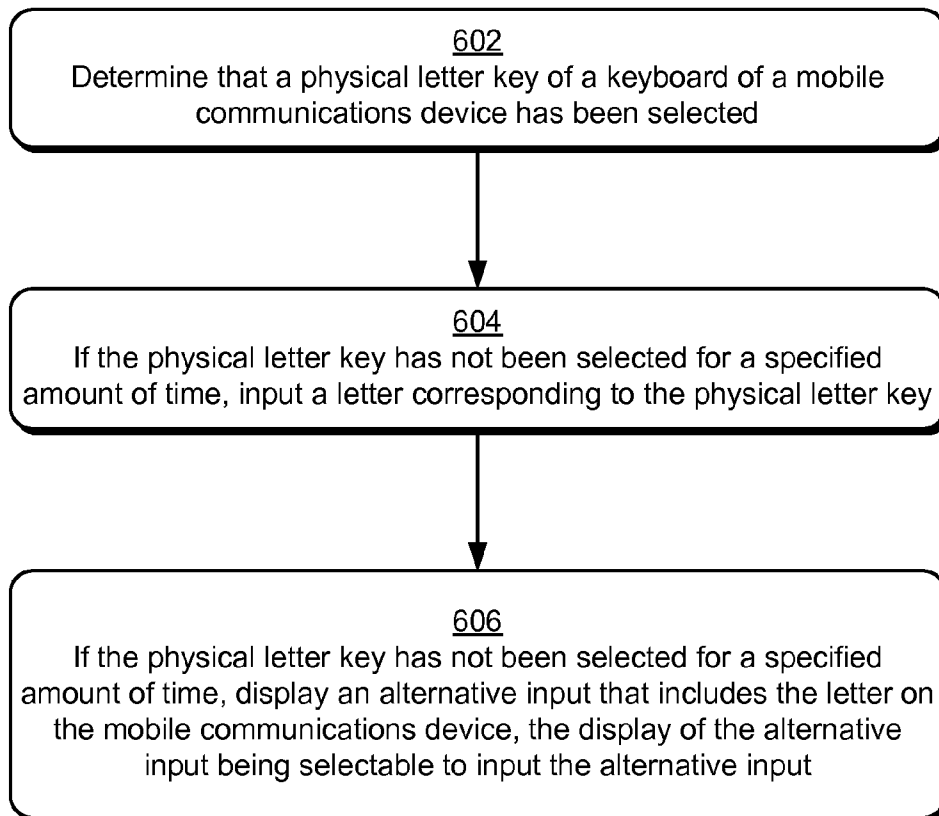 602
Determine that a physical letter key of a keyboard of a mobile
communications device has been selected
604
If the physical letter key has not been selected for a specified
amount of time, input a letter corresponding to the physical letter key
606
If the physical letter key has not been selected for a specified
amount of time, display an alternative input that includes the letter on
the mobile communications device, the display of the alternative
input being selectable to input the alternative input